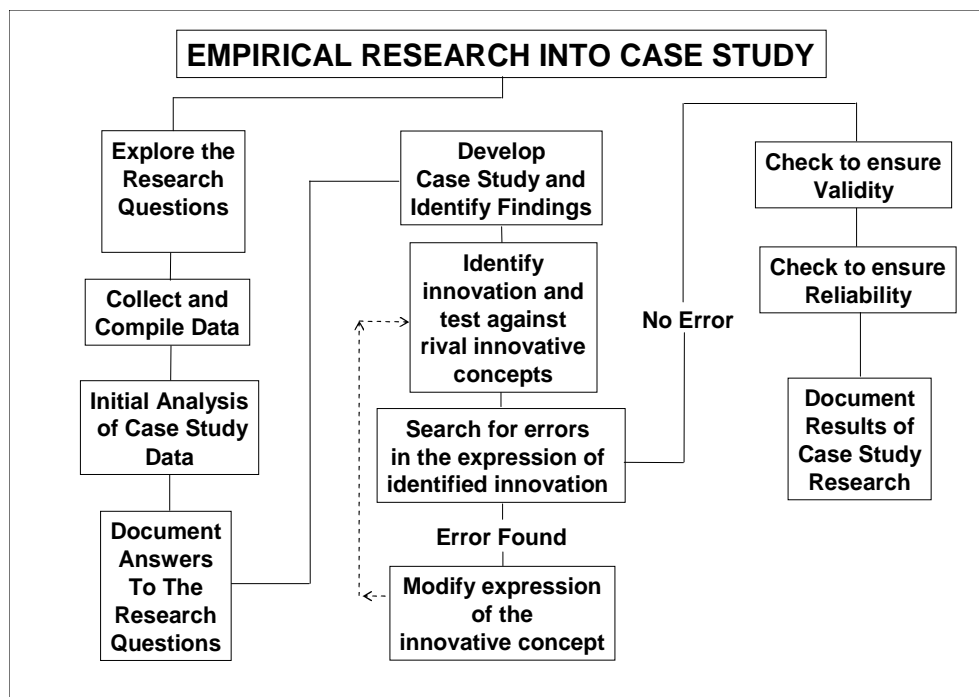 EMPIRICAL RESEARCH INTO CASE STUDY
Explore the
Research
Questions
Collect and
Compile Data
Initial Analysis
of Case Study
Data
Document
Answers
To The
Research
Questions
Develop
Case Study and
Identify Findings
Identify
innovation and
test against
rival innovative
concepts
Search for errors
in the expression of
identified innovation
Error Found
Modify expression
of the
innovative concept
No Error
Check to ensure
Validity
Check to ensure
Reliability
Document
Results of
Case Study
Research